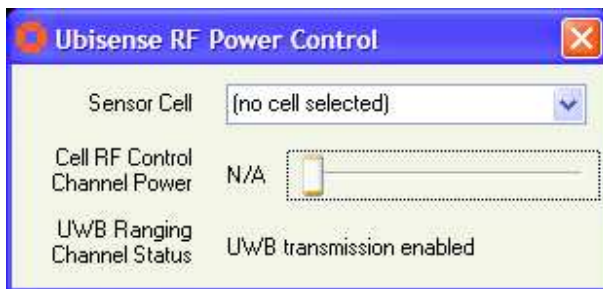 Ubisense RF Power Control
Sensor Cell (no cell selected)
Cell RF Control
Channel Power N/A
UWB Ranging
Channel Status UWB transmission enabled